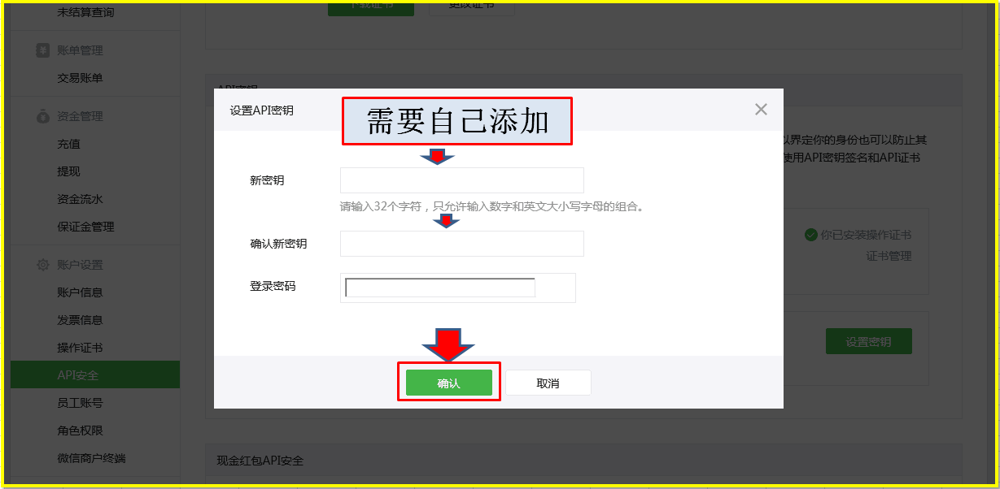 未结算查询
下载证书
更改证书
账单管理
交易账单
资金管理
充值
提现
资金流水
保证金管理
账户设置
账户信息
发票信息
操作证书
API安全
员工账号
角色权限
微信商户终端
API密钥
设置API密钥
需要自己添加
新密钥
请输入32个字符，只允许输入数字和英文大小写字母的组合。
确认新密钥
登录密码
确认
取消
以界定你的身份也可以防止其
使用API密钥签名和API证书
你已安装操作证书
证书管理
设置密钥
现金红包API安全